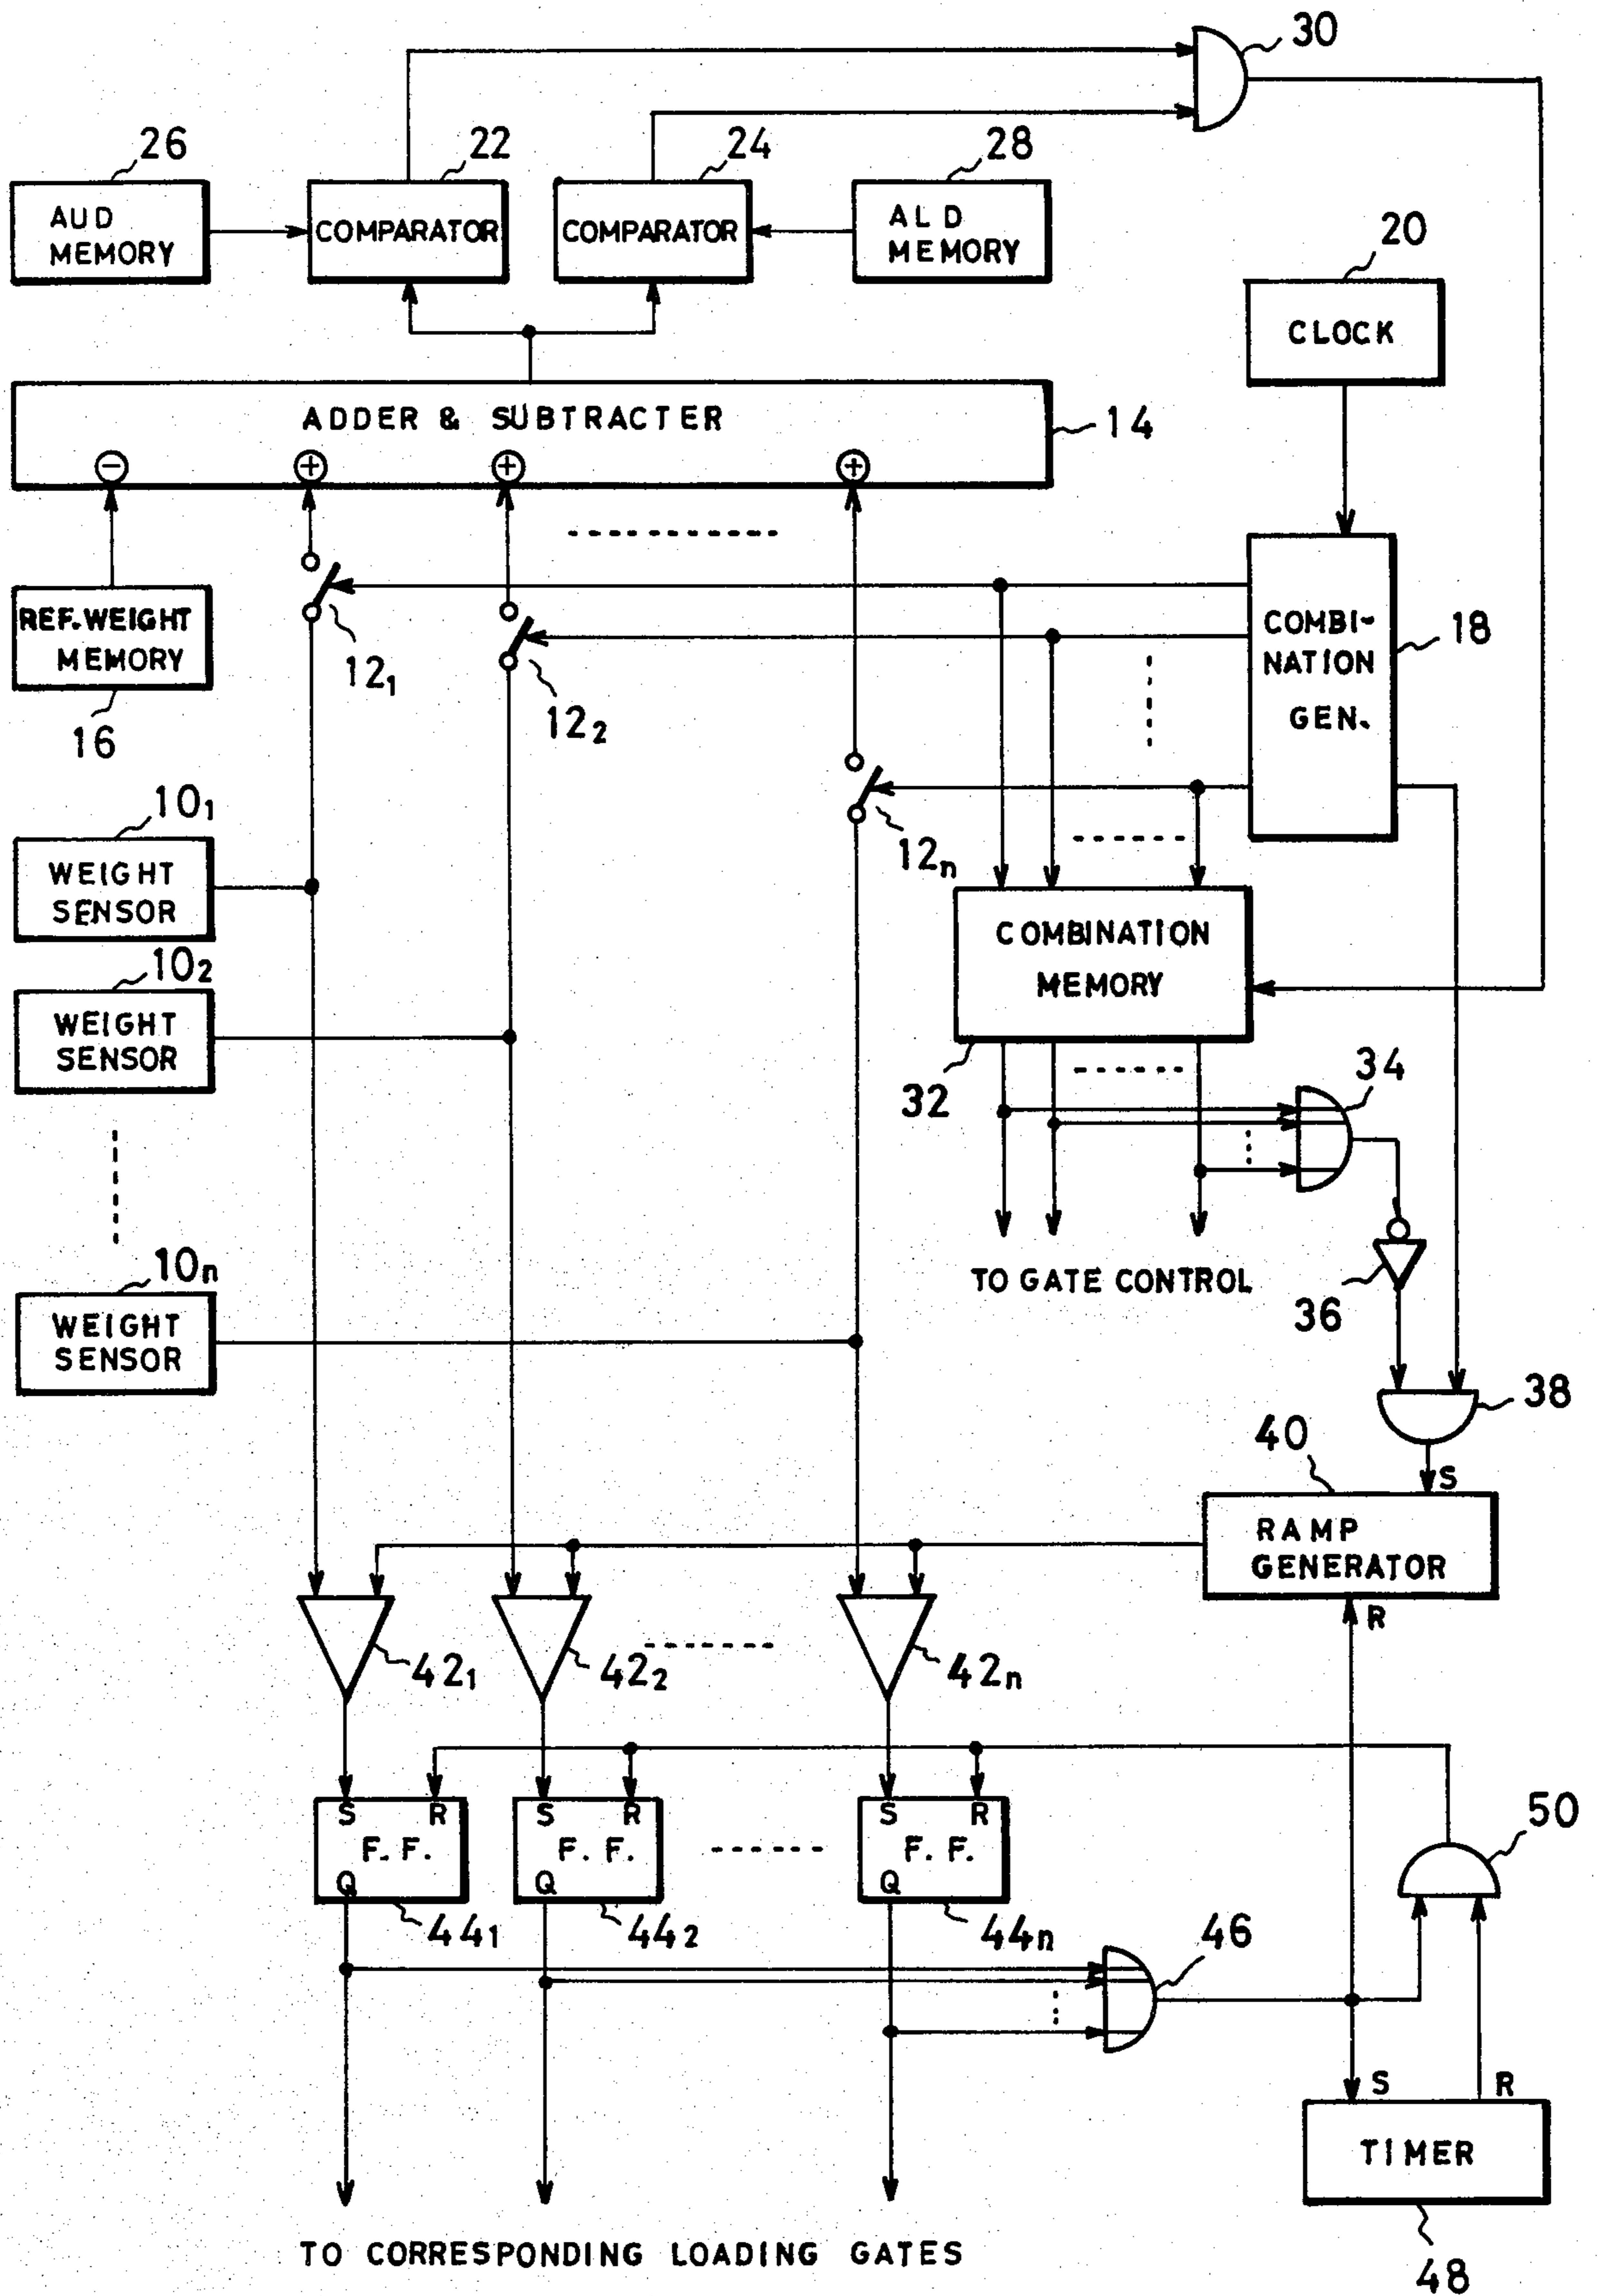 30
26
22
24
28
AUD
MEMORY
COMPARATOR
COMPARATOR
ALD
MEMORY
20
CLOCK
ADDER & SUBTRACTER
14
−
+
+
+
REF.-WEIGHT
MEMORY
16
12₁
12₂
12n
COMBI-
NATION
GEN.
18
10₁
WEIGHT
SENSOR
10₂
WEIGHT
SENSOR
10n
WEIGHT
SENSOR
COMBINATION
MEMORY
32
34
TO GATE CONTROL
36
38
40
S
RAMP
GENERATOR
R
42₁
42₂
42n
S R
F. F.
Q
S R
F. F.
Q
S R
F. F.
Q
44₁
44₂
44n
46
50
S R
TIMER
48
TO CORRESPONDING LOADING GATES